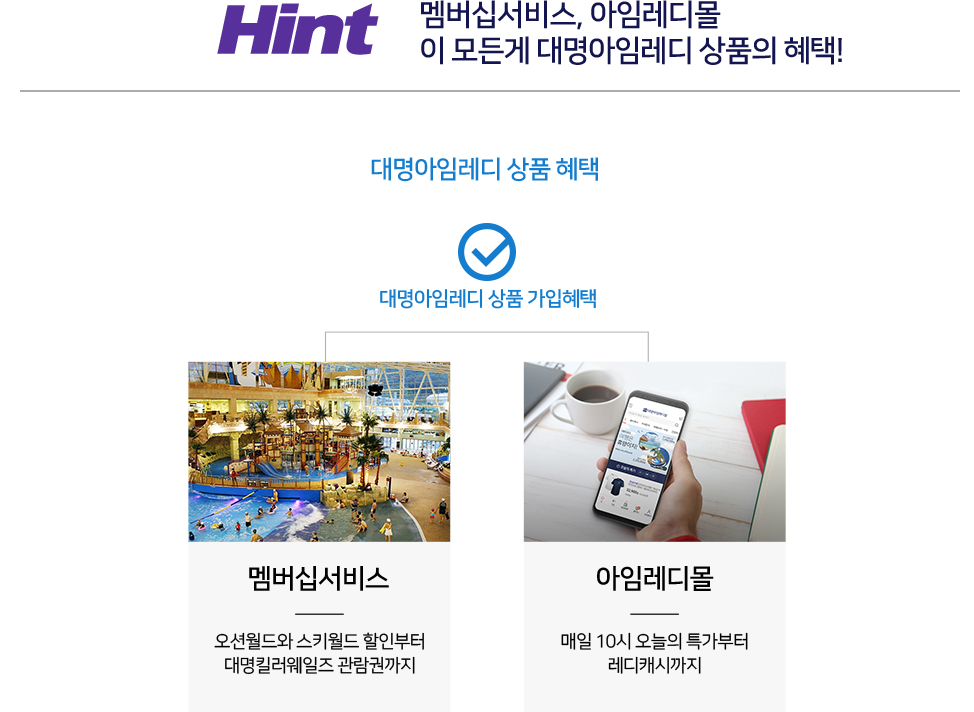 Hint
멤버십서비스, 아임레디몰
이 모든게 대명아임레디 상품의 혜택!
대명아임레디 상품 혜택
대명아임레디 상품 가입혜택
멤버십서비스
오션월드와 스키월드 할인부터
대명킬러웨일즈 관람권까지
아임레디몰
매일 10시 오늘의 특가부터
레디캐시까지